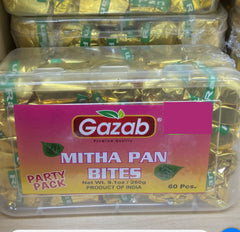 Gazab
Premium Quality
MITHA PAN
BITES
PARTY
PACK
Net Wt. 9.1oz / 260g
PRODUCT OF INDIA
60 Pcs.